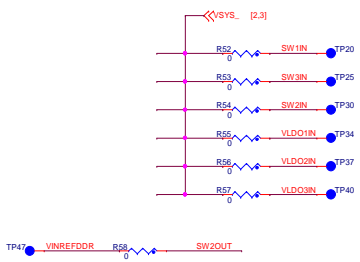 VSYS_ [2,3]
R52 SW1IN TP20
0
R53 SW3IN TP25
0
R54 SW2IN TP30
0
R55 VLDO1IN TP34
0
R56 VLDO2IN TP37
0
R57 VLDO3IN TP40
0
TP47 VINREFDDR R58 SW2OUT
0